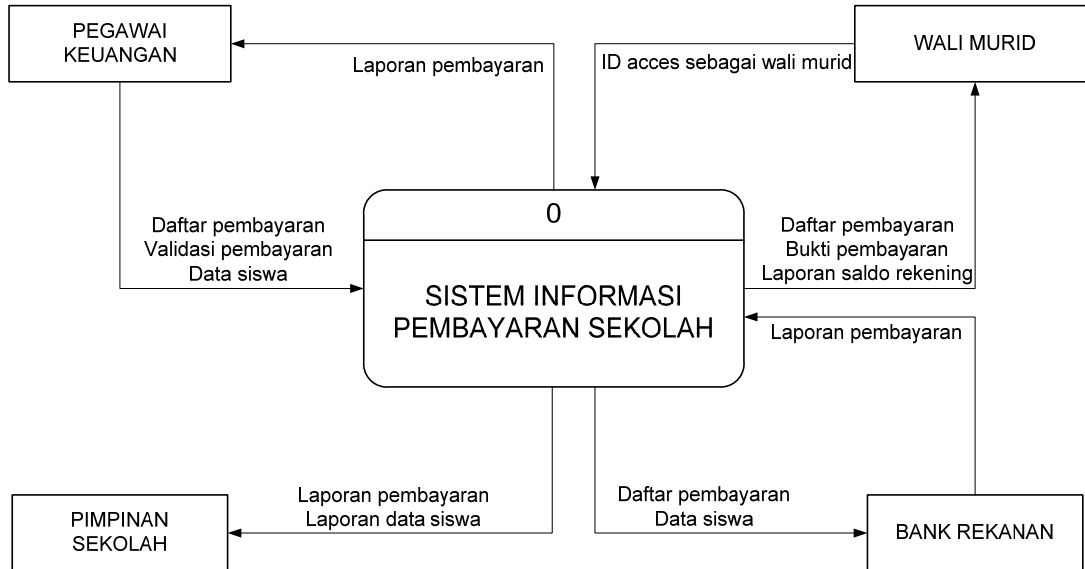 PEGAWAI
KEUANGAN
Laporan pembayaran
ID acces sebagai wali murid
WALI MURID
Daftar pembayaran
Validasi pembayaran
Data siswa
0
SISTEM INFORMASI
PEMBAYARAN SEKOLAH
Daftar pembayaran
Bukti pembayaran
Laporan saldo rekening
Laporan pembayaran
PIMPINAN
SEKOLAH
Laporan pembayaran
Laporan data siswa
Daftar pembayaran
Data siswa
BANK REKANAN